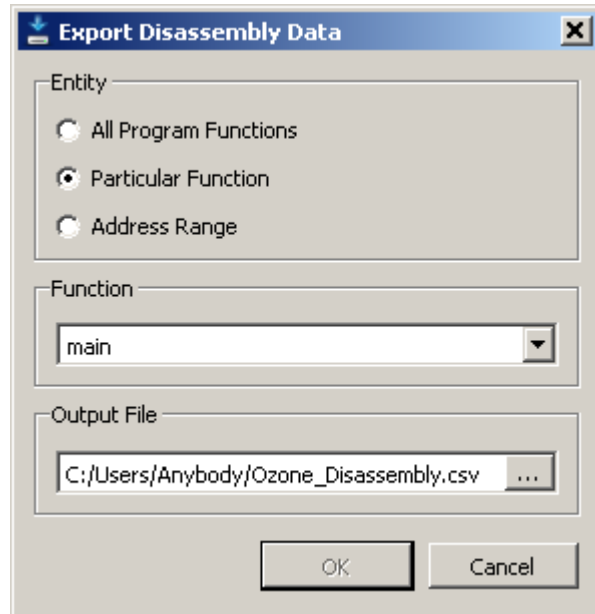 Export Disassembly Data
Entity
All Program Functions
Particular Function
Address Range
Function
main
Output File
C:/Users/Anybody/Ozone_Disassembly.csv ...
OK Cancel